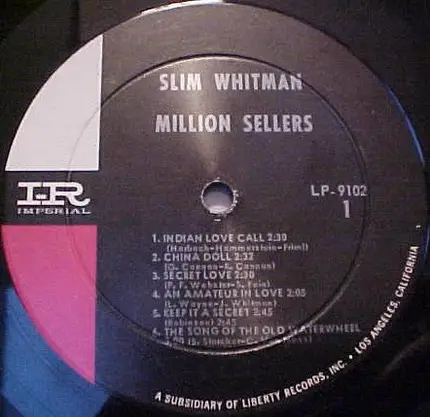 SLIM WHITMAN
MILLION SELLERS
IR
IMPERIAL
LP-9102
1
1. INDIAN LOVE CALL 2:30
(Harbach-Hammerstein-Friml)
2. CHINA DOLL 2:32
(Q. Cannon-K. Cannon)
3. SECRET LOVE 2:30
(P. F. Webster-S. Fain)
4. AN AMATEUR IN LOVE 2:05
(L. Wayne-J. Whitman)
5. KEEP IT A SECRET 2:45
(Robinson) 2:45
6. THE SONG OF THE OLD WATERWHEEL
(S.
A SUBSIDIARY OF LIBERTY RECORDS, INC. • LOS ANGELES, CALIFORNIA